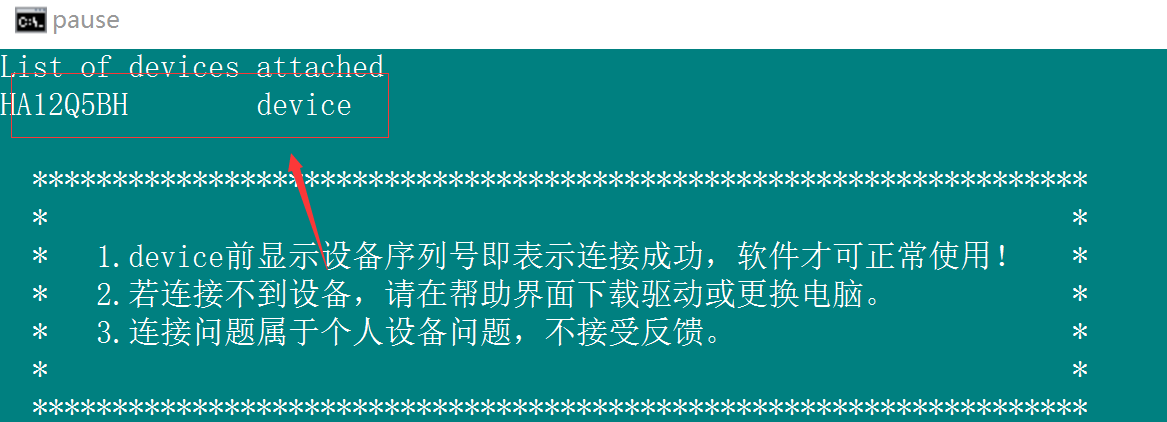 pause
List of devices attached
HA12Q5BH        device
******************************************************************
*                                                                *
*   1.device前显示设备序列号即表示连接成功，软件才可正常使用！   *
*   2.若连接不到设备，请在帮助界面下载驱动或更换电脑。           *
*   3.连接问题属于个人设备问题，不接受反馈。                     *
*                                                                *
******************************************************************